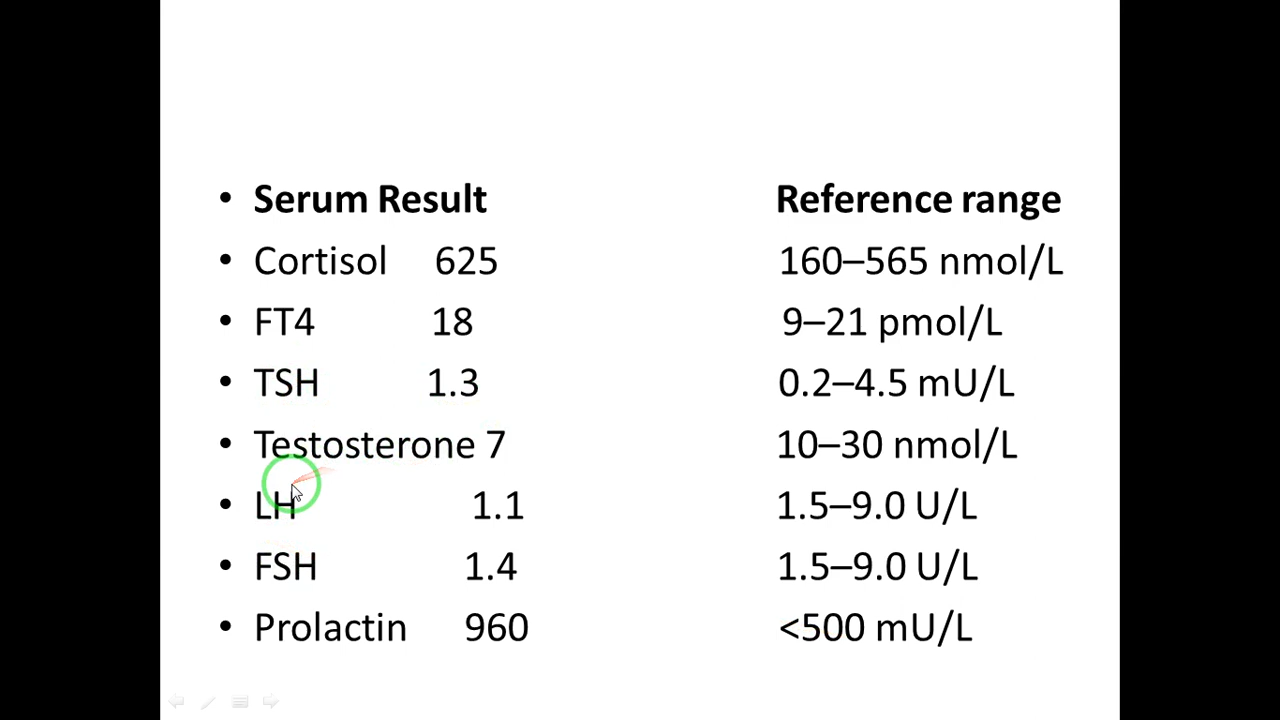 • Serum Result Reference range
• Cortisol 625 160–565 nmol/L
• FT4 18 9–21 pmol/L
• TSH 1.3 0.2–4.5 mU/L
• Testosterone 7 10–30 nmol/L
• LH 1.1 1.5–9.0 U/L
• FSH 1.4 1.5–9.0 U/L
• Prolactin 960 <500 mU/L